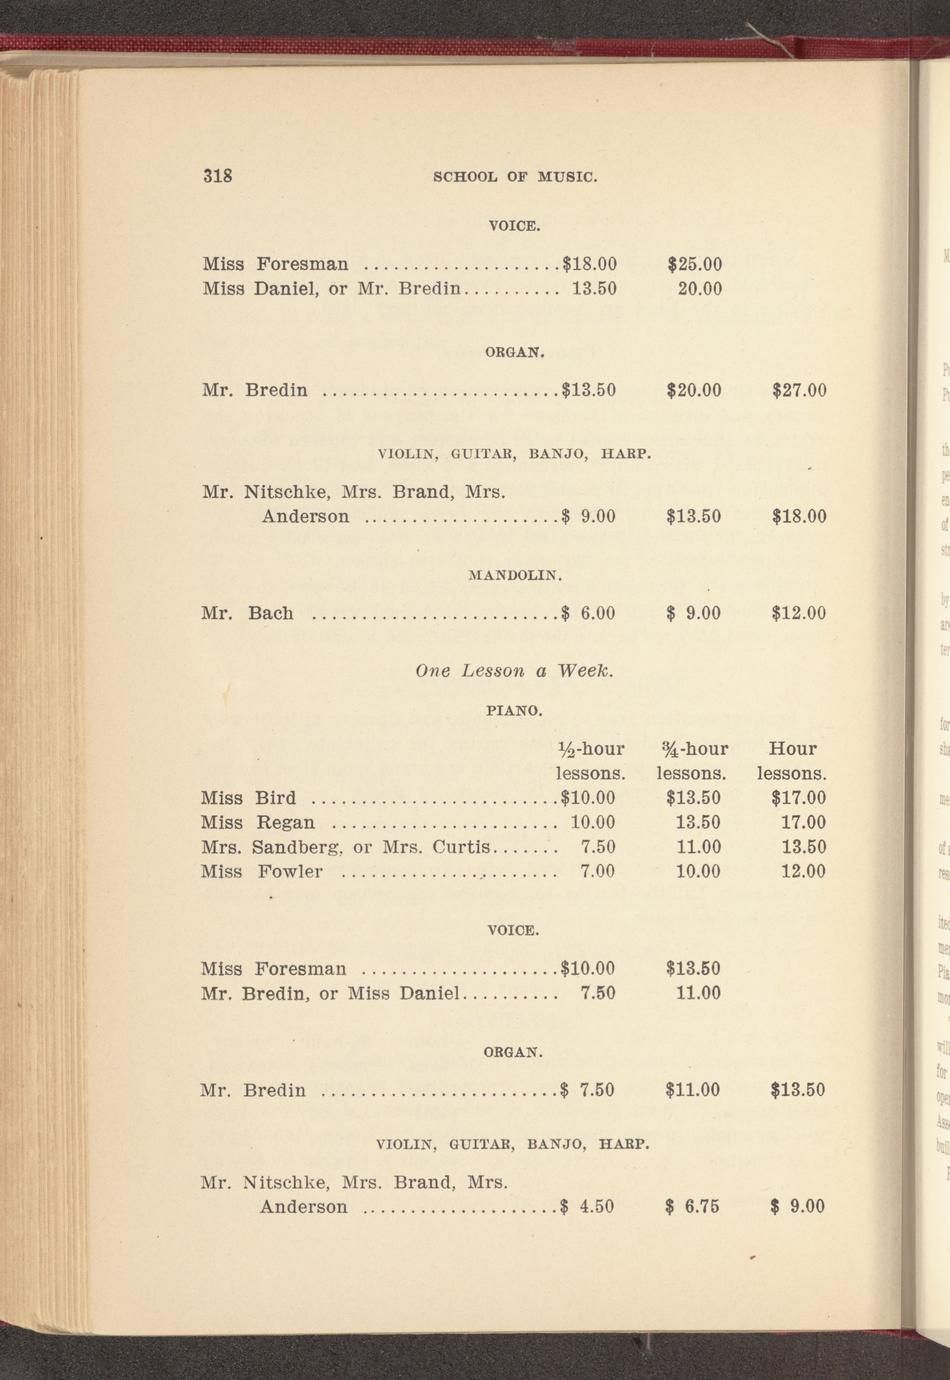 318 SCHOOL OF MUSIC.
VOICE.
Miss Foresman ....................$18.00 $25.00
Miss Daniel, or Mr. Bredin.......... 13.50 20.00
ORGAN.
Mr. Bredin ........................$13.50 $20.00 $27.00
VIOLIN, GUITAR, BANJO, HARP.
Mr. Nitschke, Mrs. Brand, Mrs.
Anderson ....................$ 9.00 $13.50 $18.00
MANDOLIN.
Mr. Bach .........................$ 6.00 $ 9.00 $12.00
One Lesson a Week.
PIANO.
½-hour ¾-hour Hour
lessons. lessons. lessons.
Miss Bird .........................$10.00 $13.50 $17.00
Miss Regan ....................... 10.00 13.50 17.00
Mrs. Sandberg, or Mrs. Curtis....... 7.50 11.00 13.50
Miss Fowler ...................... 7.00 10.00 12.00
VOICE.
Miss Foresman ....................$10.00 $13.50
Mr. Bredin, or Miss Daniel.......... 7.50 11.00
ORGAN.
Mr. Bredin ........................$ 7.50 $11.00 $13.50
VIOLIN, GUITAR, BANJO, HARP.
Mr. Nitschke, Mrs. Brand, Mrs.
Anderson ....................$ 4.50 $ 6.75 $ 9.00